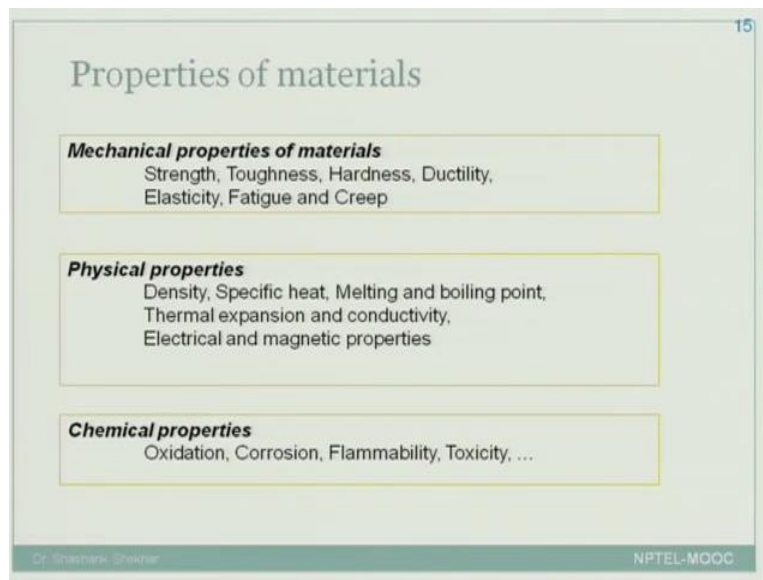 15
Properties of materials
Mechanical properties of materials
Strength, Toughness, Hardness, Ductility,
Elasticity, Fatigue and Creep
Physical properties
Density, Specific heat, Melting and boiling point,
Thermal expansion and conductivity,
Electrical and magnetic properties
Chemical properties
Oxidation, Corrosion, Flammability, Toxicity, ...
Dr. Shashank Shekhar
NPTEL-MOOC